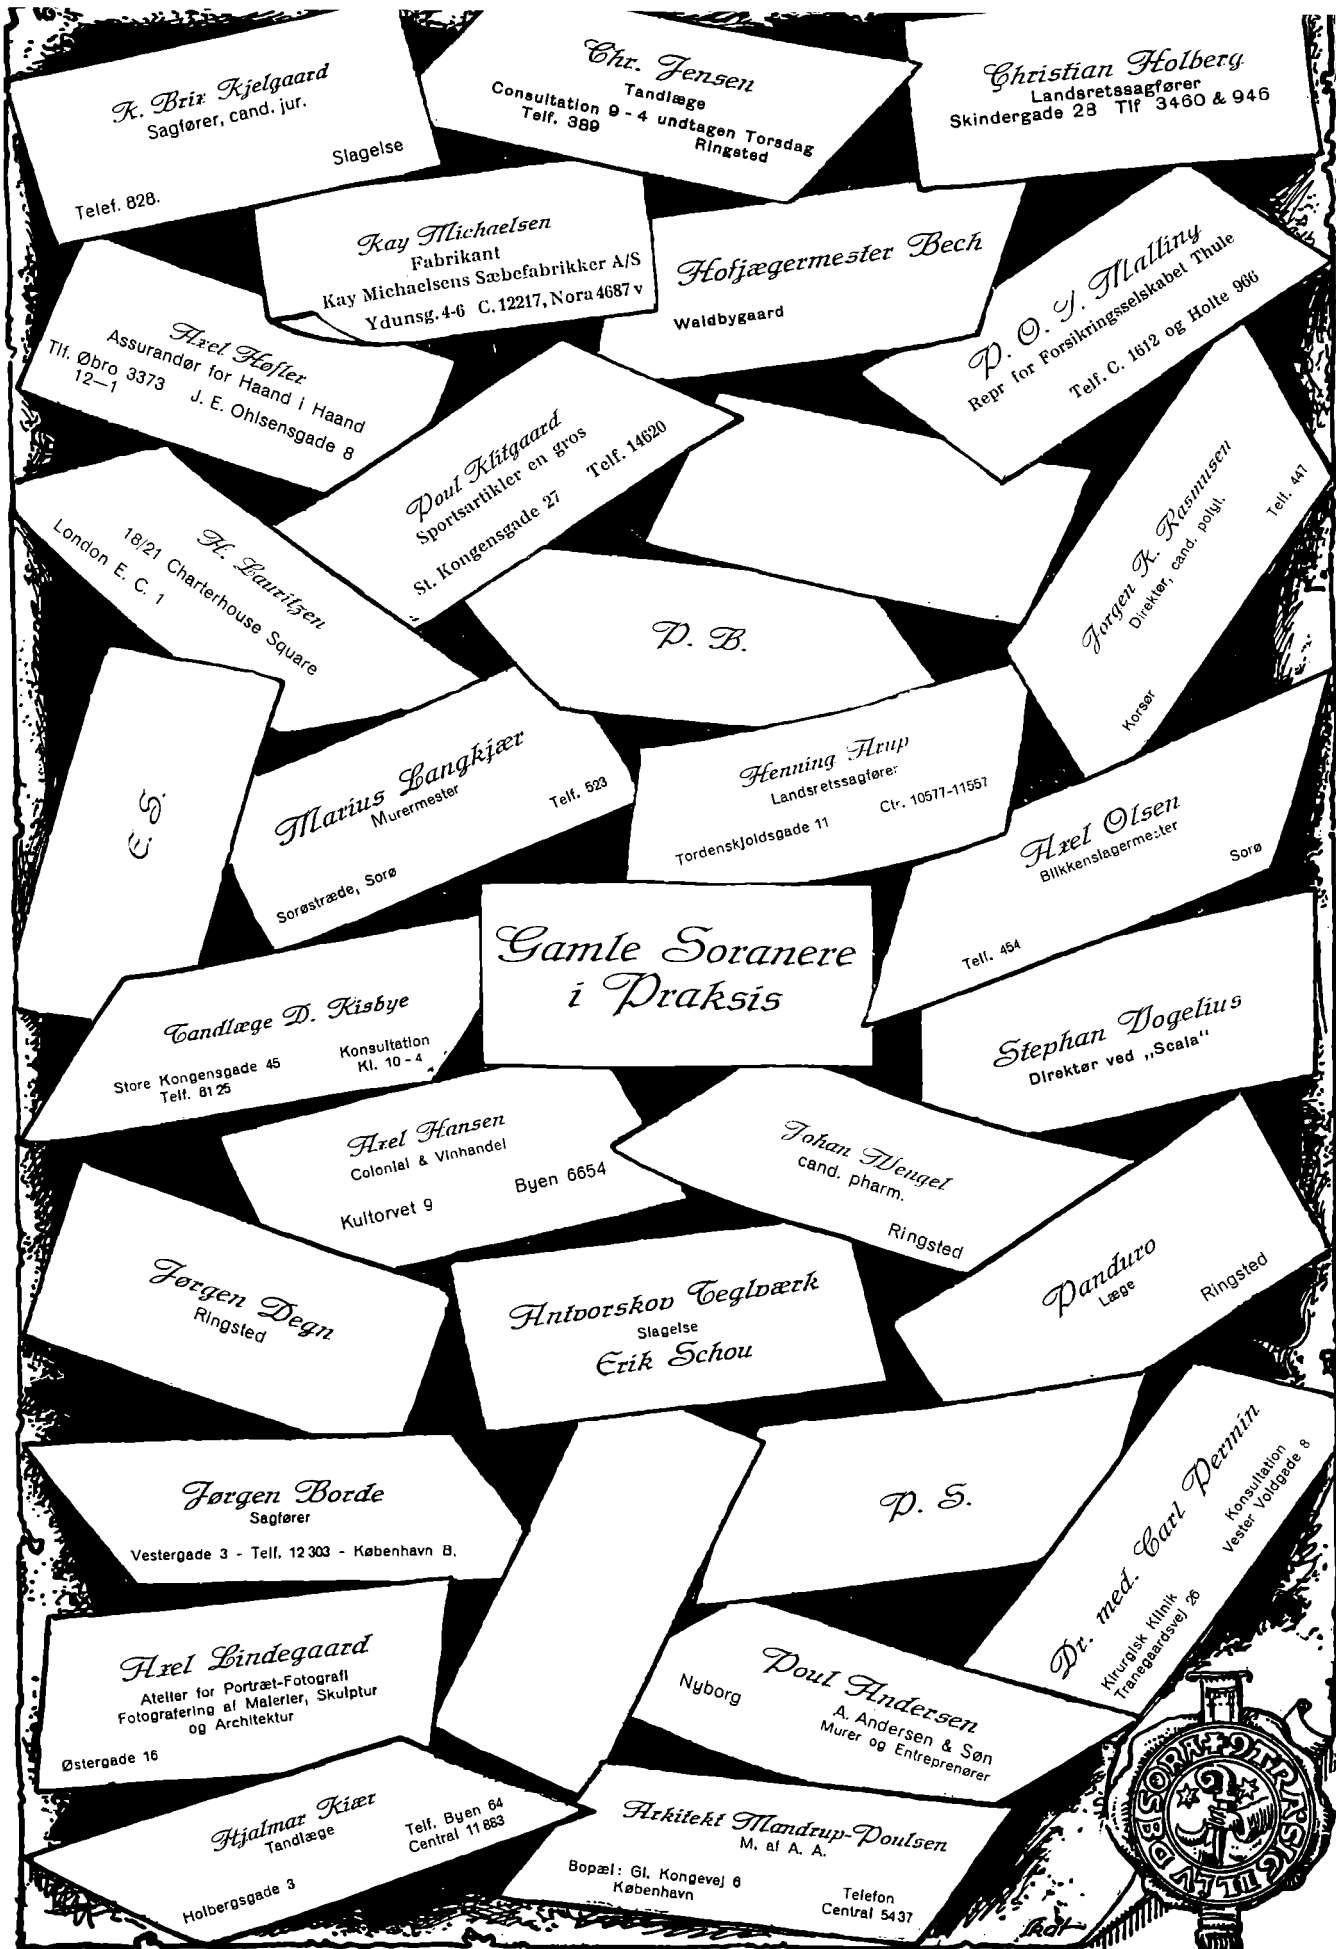 K. Brix Kjelgaard
Sagfører, cand. jur.
Slagelse
Telef. 828.
Chr. Jensen
Tandlæge
Consultation 9 - 4 undtagen Torsdag
Telf. 389
Ringsted
Christian Holberg
Landsretssagfører
Skindergade 28 Tlf 3460 & 946
Kay Michaelsen
Fabrikant
Kay Michaelsens Sæbefabrikker A/S
Ydunsg. 4-6 C. 12217, Nora 4687 v
Hofjægermester Bech
Waldbygaard
P. O. J. Malling
Repr for Forsikringsselskabet Thule
Telf. C. 1612 og Holte 966
Axel Høfler
Assurandør for Haand i Haand
Tlf. Øbro 3373
12—1
J. E. Ohlsensgade 8
Poul Klitgaard
Sportsartikler en gros
St. Kongensgade 27 Telf. 14620
Jørgen K. Rasmusen
Direktør, cand. polyt.
Telf. 447
Korsør
H. Lauritzen
18/21 Charterhouse Square
London E. C. 1
P. B.
E. S.
Marius Langkjær
Murermester
Telf. 523
Sorøstræde, Sorø
Henning Arup
Landsretssagfører
Ctr. 10577-11557
Tordenskjoldsgade 11
Axel Olsen
Blikkenslagermester
Sorø
Telf. 454
Gamle Soranere
i Praksis
Tandlæge D. Kisbye
Store Kongensgade 45
Telf. 8125
Konsultation
Kl. 10 - 4
Stephan Vogelius
Direktør ved „Scala“
Axel Hansen
Colonial & Vinhandel
Kultorvet 9
Byen 6654
Johan Wengel
cand. pharm.
Ringsted
Jørgen Degn
Ringsted
Antvorskov Teglværk
Slagelse
Erik Schou
Panduro
Læge
Ringsted
Jørgen Borde
Sagfører
Vestergade 3 - Telf. 12303 - København B.
P. S.
Dr. med. Carl Permin
Konsultation
Vester Voldgade 8
Kirurgisk Klinik
Tranegaardsvej 26
Axel Lindegaard
Atelier for Portræt-Fotografi
Fotografering af Malerier, Skulptur
og Architektur
Østergade 16
Poul Andersen
Nyborg
A. Andersen & Søn
Murer og Entreprenører
Hjalmar Kiær
Tandlæge
Telf. Byen 64
Central 11883
Holbergsgade 3
Arkitekt Mandrup-Poulsen
M. af A. A.
Bopæl: Gl. Kongevej 6
København
Telefon
Central 5437